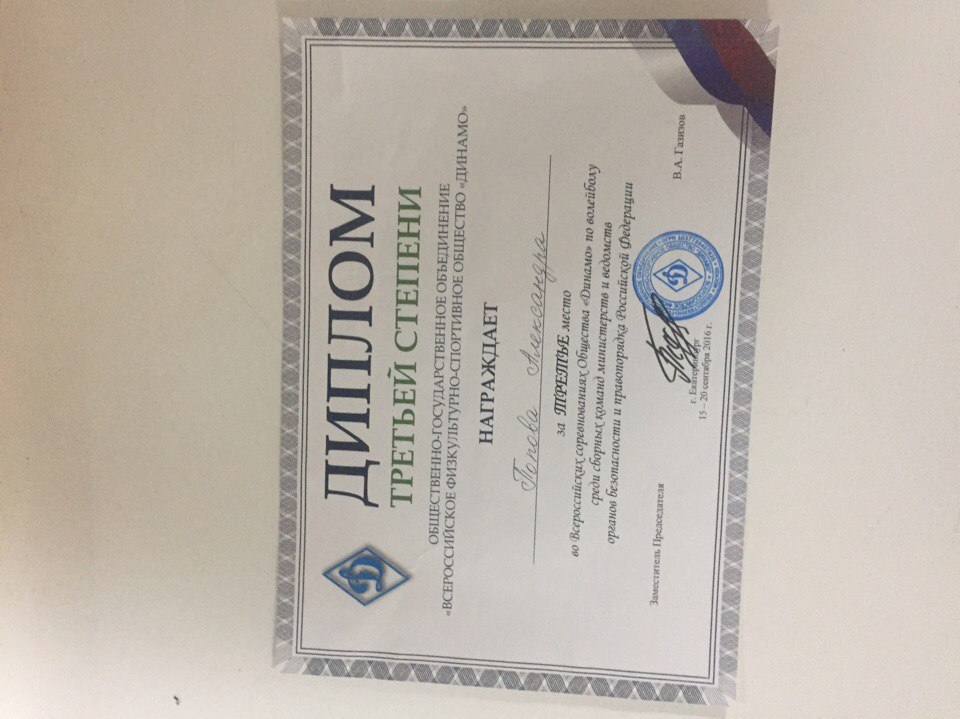 ДИПЛОМ
ТРЕТЬЕЙ СТЕПЕНИ
ОБЩЕСТВЕННО-ГОСУДАРСТВЕННОЕ ОБЪЕДИНЕНИЕ
«ВСЕРОССИЙСКОЕ ФИЗКУЛЬТУРНО-СПОРТИВНОЕ ОБЩЕСТВО «ДИНАМО»
НАГРАЖДАЕТ
Попова Александра
за ТРЕТЬЕ место
во Всероссийских соревнованиях Общества «Динамо» по волейболу
среди сборных команд министерств и ведомств
органов безопасности и правопорядка Российской Федерации
Заместитель Председателя В.А. Газизов
г. Екатеринбург
15 – 20 сентября 2016 г.